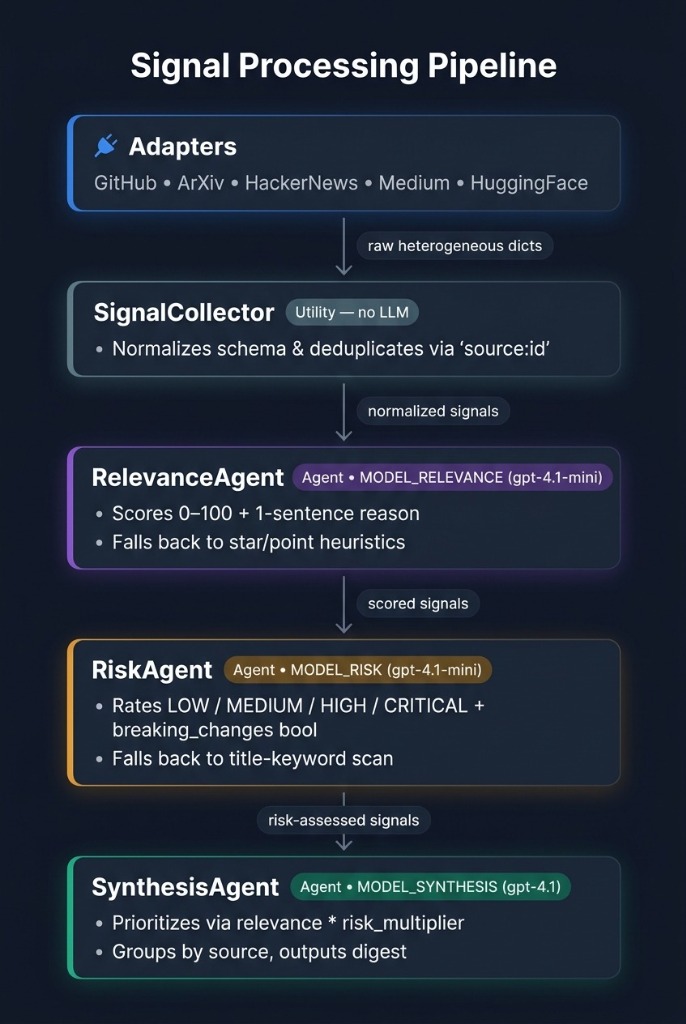 Signal Processing Pipeline
Adapters
GitHub • ArXiv • HackerNews • Medium • HuggingFace
raw heterogeneous dicts
SignalCollector Utility — no LLM
• Normalizes schema & deduplicates via ‘source:id’
normalized signals
RelevanceAgent Agent • MODEL_RELEVANCE (gpt-4.1-mini)
• Scores 0–100 + 1-sentence reason
• Falls back to star/point heuristics
scored signals
RiskAgent Agent • MODEL_RISK (gpt-4.1-mini)
• Rates LOW / MEDIUM / HIGH / CRITICAL +
breaking_changes bool
• Falls back to title-keyword scan
risk-assessed signals
SynthesisAgent Agent • MODEL_SYNTHESIS (gpt-4.1)
• Prioritizes via relevance * risk_multiplier
• Groups by source, outputs digest